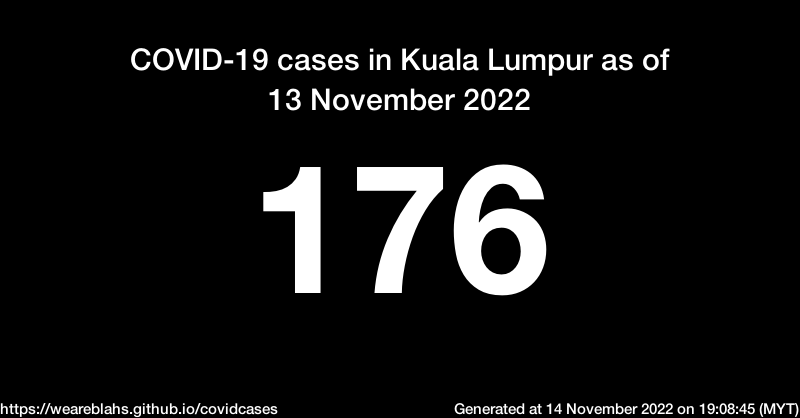 COVID-19 cases in Kuala Lumpur as of
13 November 2022
176
https://weareblahs.github.io/covidcases
Generated at 14 November 2022 on 19:08:45 (MYT)